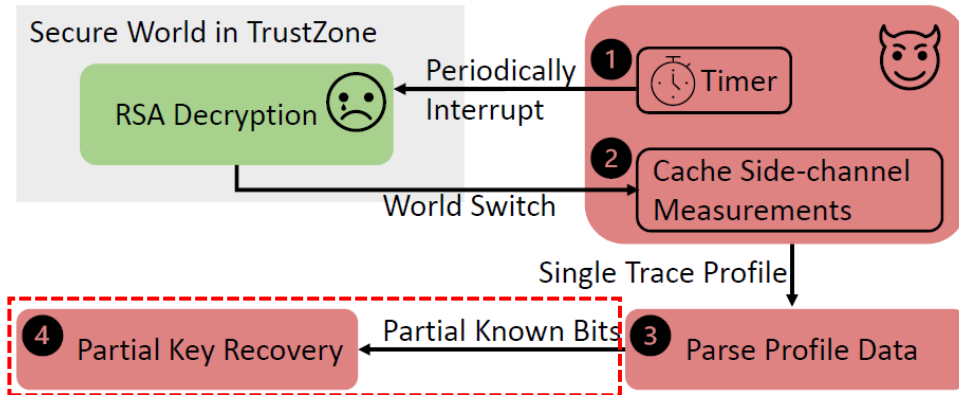 Secure World in TrustZone
RSA Decryption
Periodically
Interrupt
1
Timer
World Switch
2
Cache Side-channel
Measurements
Single Trace Profile
3
Parse Profile Data
Partial Known Bits
4
Partial Key Recovery